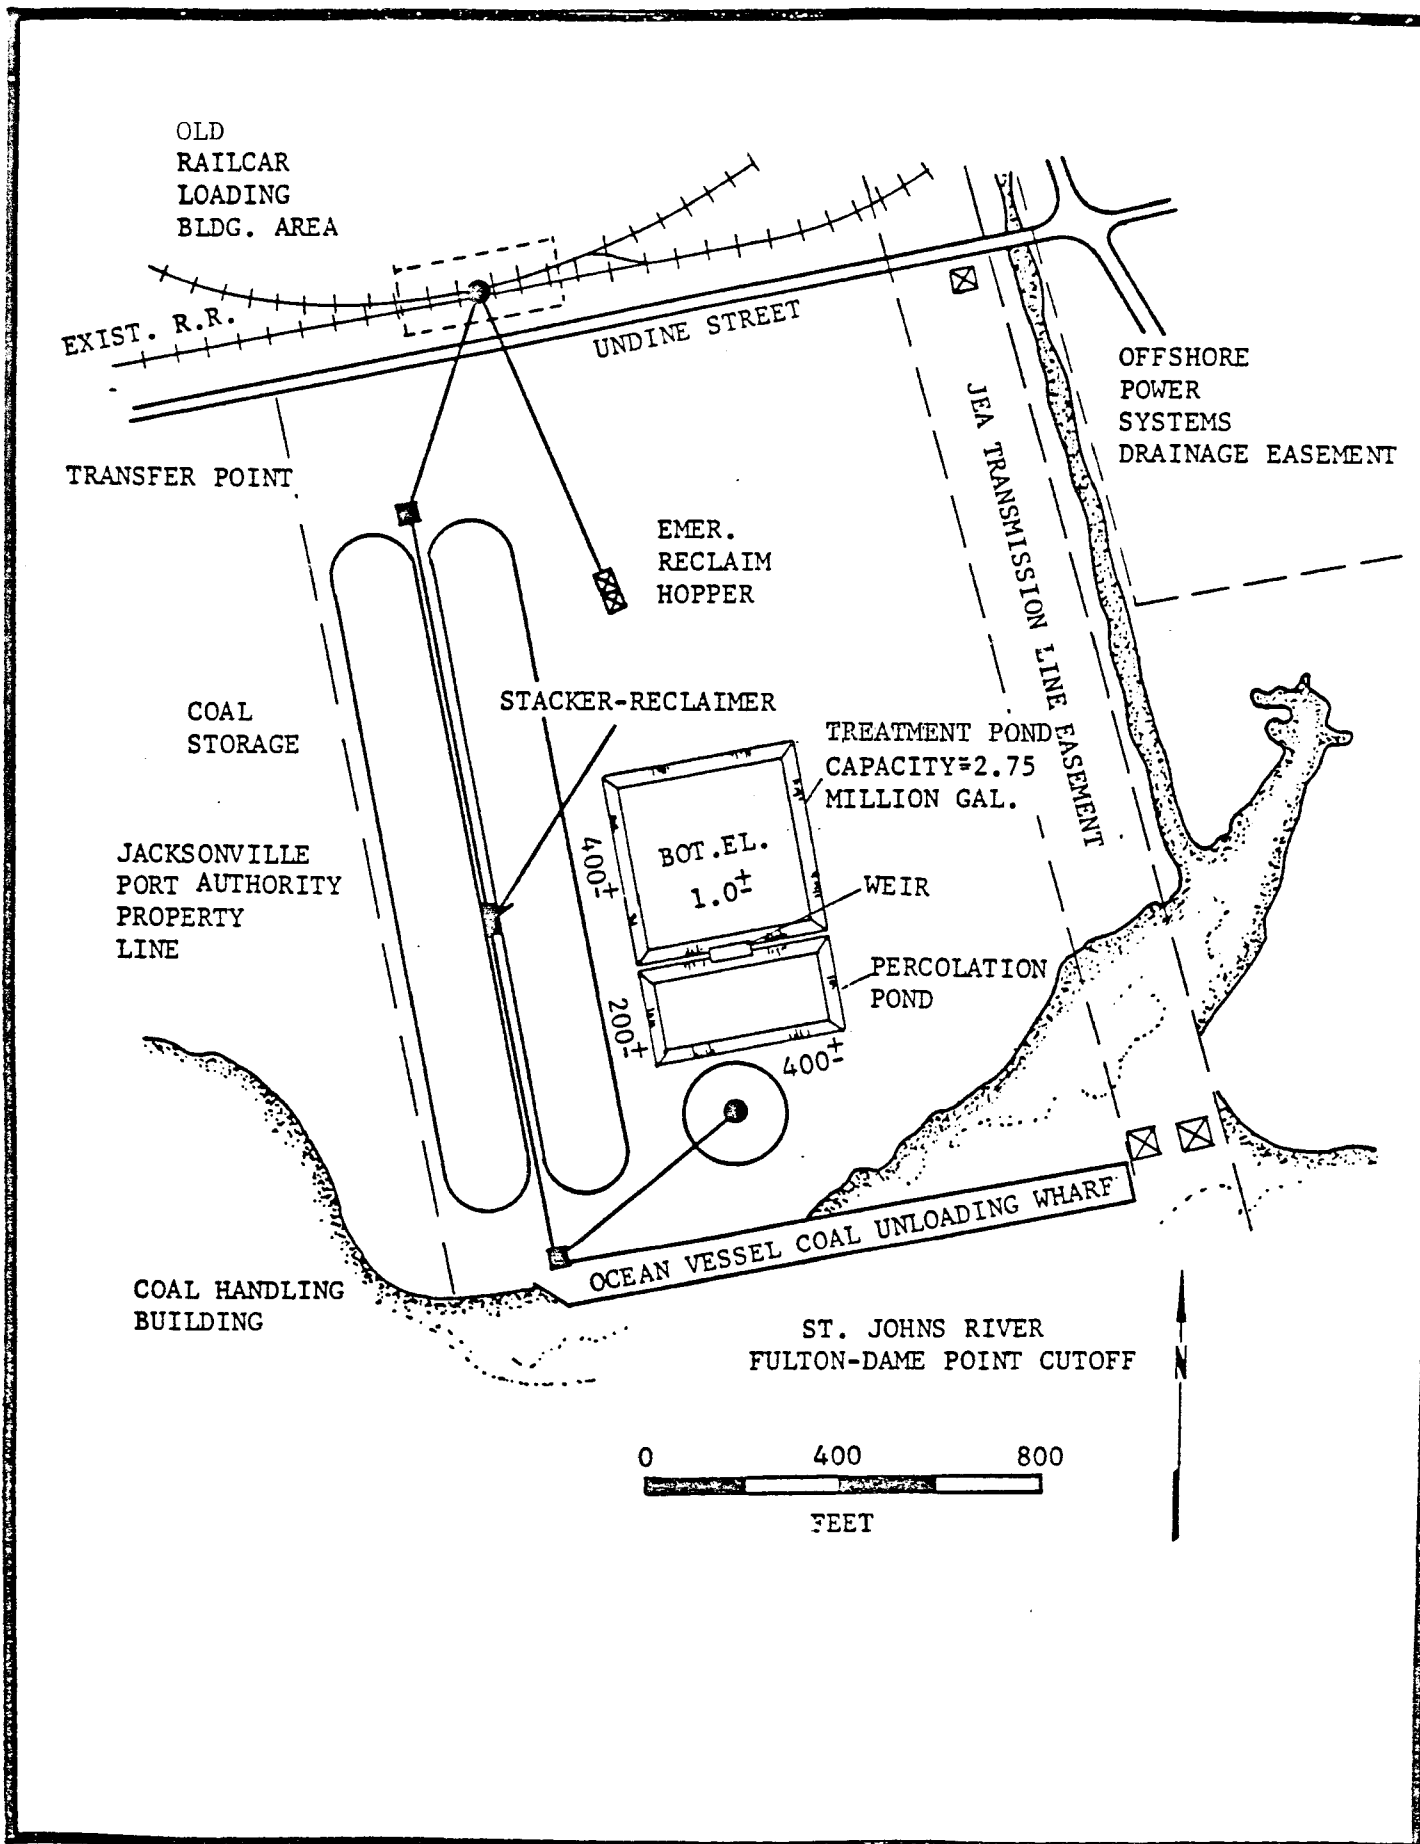 OLD
RAILCAR
LOADING
BLDG. AREA
EXIST. R.R.
UNDINE STREET
OFFSHORE
POWER
SYSTEMS
DRAINAGE EASEMENT
TRANSFER POINT
JEA TRANSMISSION LINE EASEMENT
EMER.
RECLAIM
HOPPER
STACKER-RECLAIMER
COAL
STORAGE
TREATMENT POND
CAPACITY=2.75
MILLION GAL.
400±
BOT.EL.
1.0±
JACKSONVILLE
PORT AUTHORITY
PROPERTY
LINE
WEIR
PERCOLATION
POND
200±
400±
OCEAN VESSEL COAL UNLOADING WHARF
COAL HANDLING
BUILDING
ST. JOHNS RIVER
FULTON-DAME POINT CUTOFF
N
0 400 800
FEET